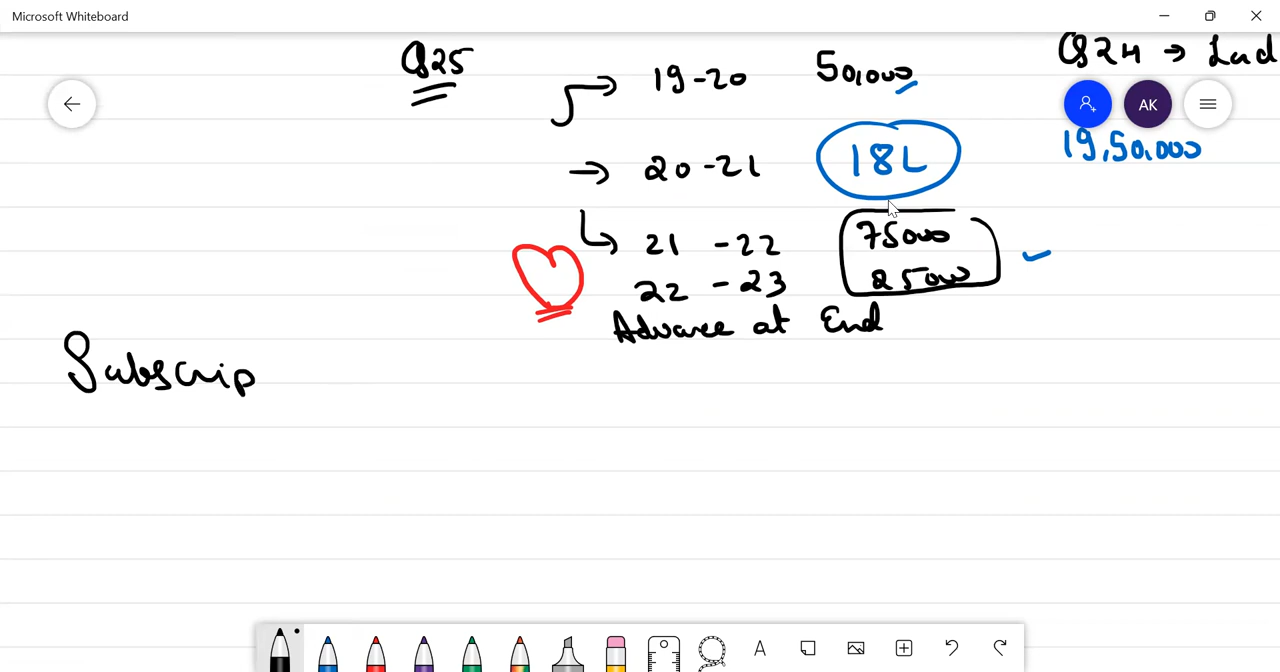 Microsoft Whiteboard
Q25
19-20 50,000
Q24 → Lad
AK
19,50,000
→ 20-21 18L
21 -22 75000
22 - 23 25000
Advance at End
Subscrip
A